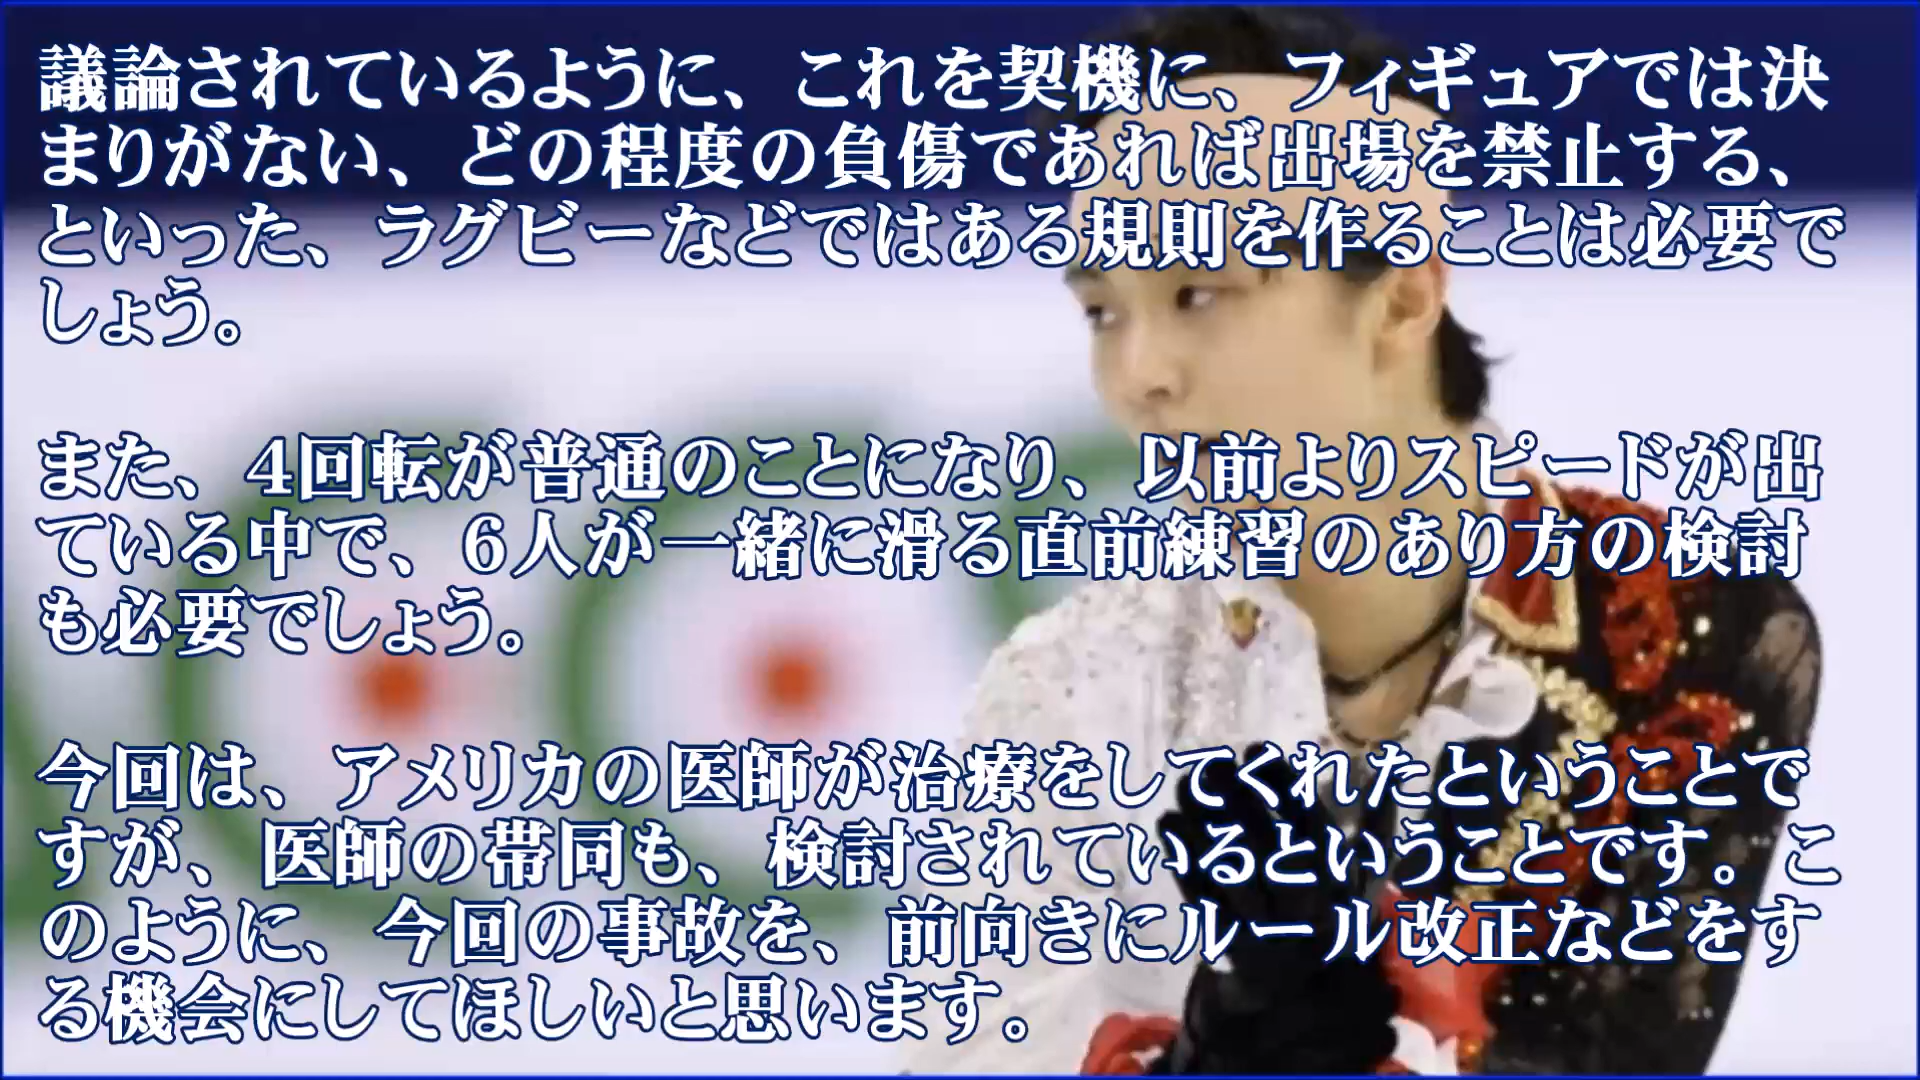 議論されているように、これを契機に、フィギュアでは決
まりがない、どの程度の負傷であれば出場を禁止する、
といった、ラグビーなどではある規則を作ることは必要で
しょう。
また、４回転が普通のことになり、以前よりスピードが出
ている中で、６人が一緒に滑る直前練習のあり方の検討
も必要でしょう。
今回は、アメリカの医師が治療をしてくれたということで
すが、医師の帯同も、検討されているということです。こ
のように、今回の事故を、前向きにルール改正などをす
る機会にしてほしいと思います。